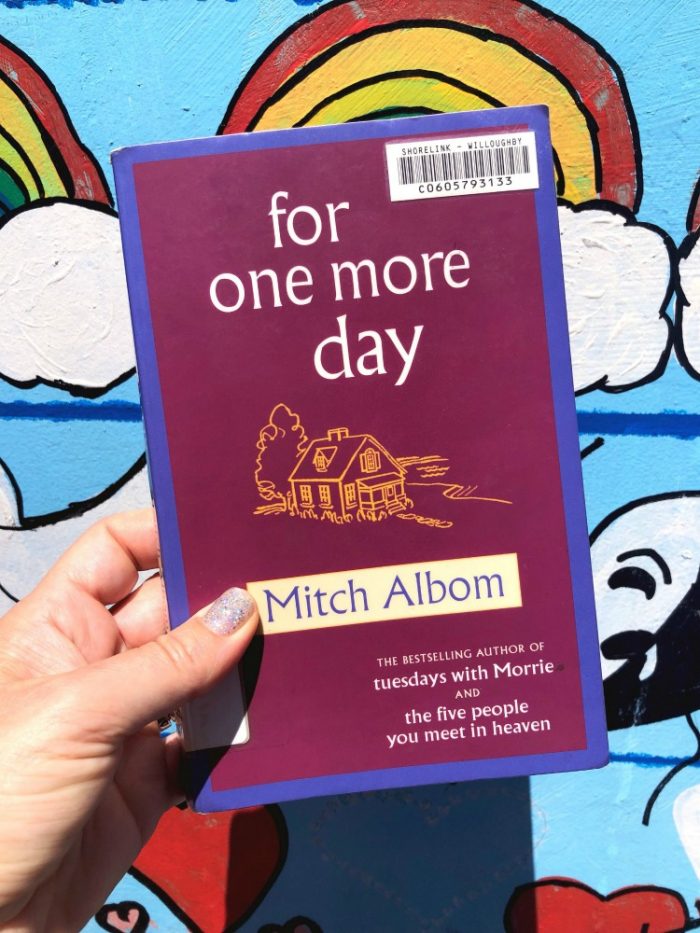 SHORELINK - WILLOUGHBY
C0605793133
for
one more
day
Mitch Albom
THE BESTSELLING AUTHOR OF
tuesdays with Morrie
AND
the five people
you meet in heaven